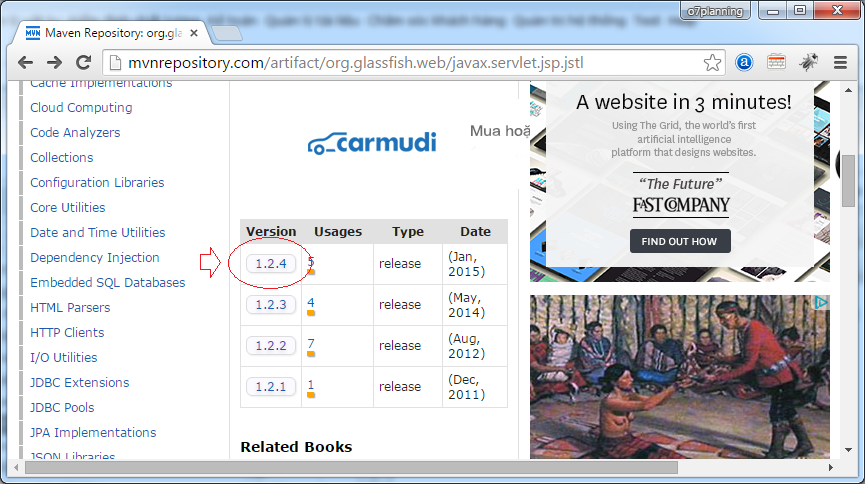 o7planning
Maven Repository: org.gla
mvnrepository.com/artifact/org.glassfish.web/javax.servlet.jsp.jstl
Cache Implementations
Cloud Computing
Code Analyzers
Collections
Configuration Libraries
Core Utilities
Date and Time Utilities
Dependency Injection
Embedded SQL Databases
HTML Parsers
HTTP Clients
I/O Utilities
JDBC Extensions
JDBC Pools
JPA Implementations
JSON Libraries
carmudi
Mua hoặ
Version Usages Type Date
1.2.4 5 release (Jan, 2015)
1.2.3 4 release (May, 2014)
1.2.2 7 release (Aug, 2012)
1.2.1 1 release (Dec, 2011)
Related Books
A website in 3 minutes!
Using The Grid, the world's first
artificial intelligence
platform that designs websites.
“The Future”
FAST COMPANY
FIND OUT HOW